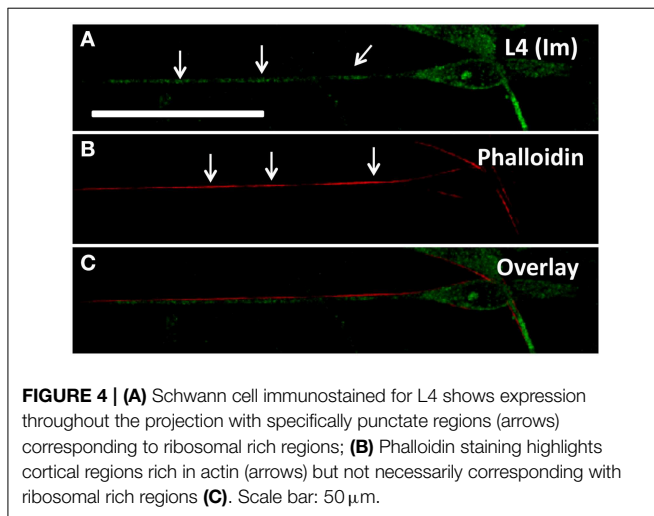 A
L4 (Im)
B
Phalloidin
C
Overlay
FIGURE 4 | (A) Schwann cell immunostained for L4 shows expression
throughout the projection with specifically punctate regions (arrows)
corresponding to ribosomal rich regions; (B) Phalloidin staining highlights
cortical regions rich in actin (arrows) but not necessarily corresponding with
ribosomal rich regions (C). Scale bar: 50 μm.